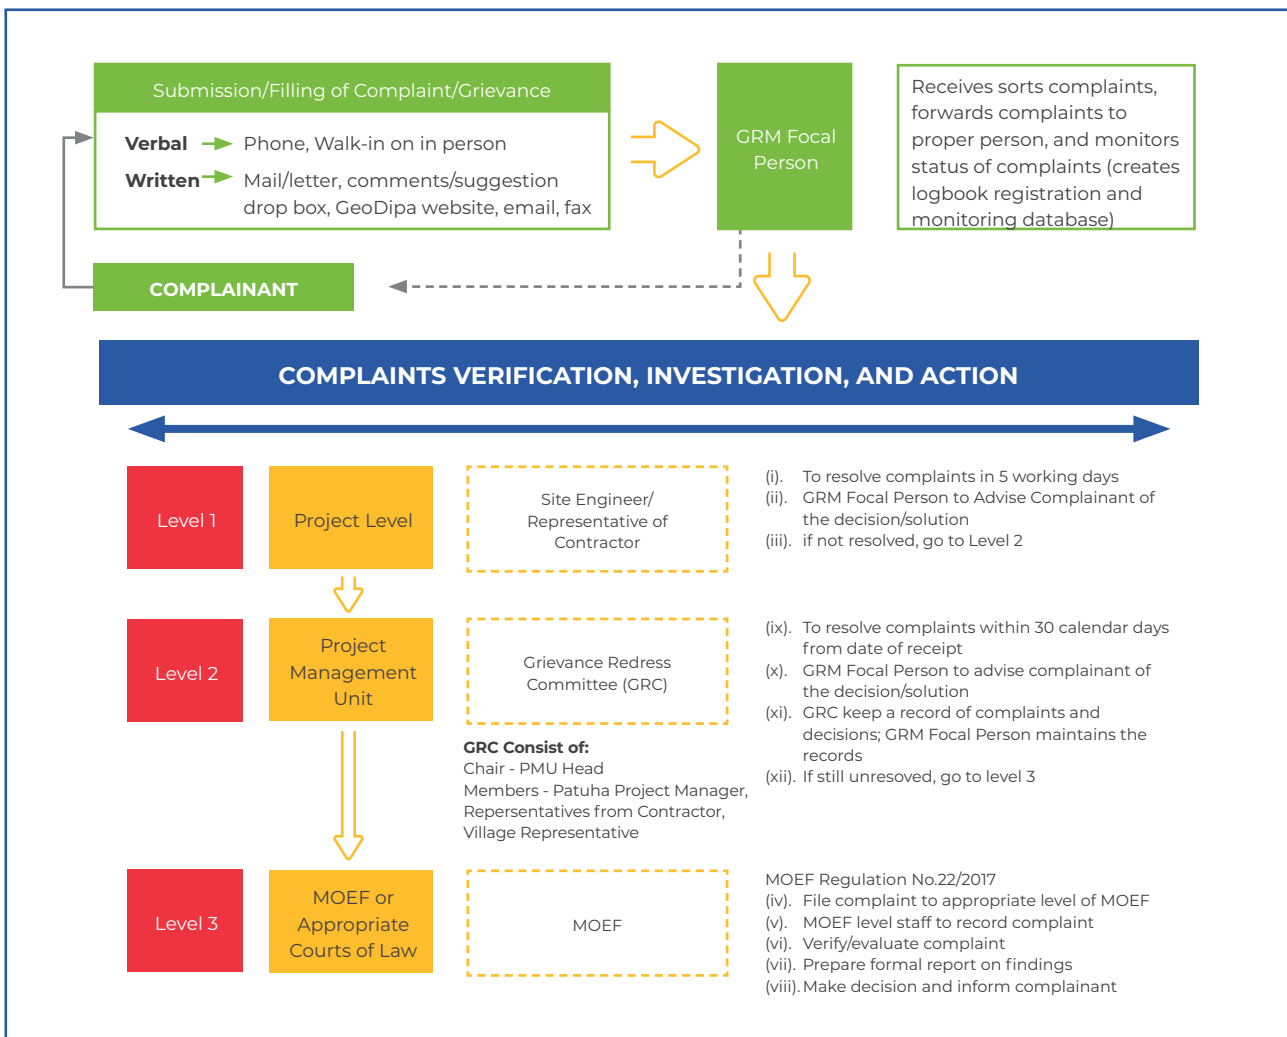 Submission/Filling of Complaint/Grievance
Verbal
Phone, Walk-in on in person
Written
Mail/letter, comments/suggestion
drop box, GeoDipa website, email, fax
COMPLAINANT
GRM Focal
Person
Receives sorts complaints,
forwards complaints to
proper person, and monitors
status of complaints (creates
logbook registration and
monitoring database)
COMPLAINTS VERIFICATION, INVESTIGATION, AND ACTION
Level 1
Project Level
Site Engineer/
Representative of
Contractor
(i). To resolve complaints in 5 working days
(ii). GRM Focal Person to Advise Complainant of
the decision/solution
(iii). if not resolved, go to Level 2
Level 2
Project
Management
Unit
Grievance Redress
Committee (GRC)
GRC Consist of:
Chair - PMU Head
Members - Patuha Project Manager,
Repersentatives from Contractor,
Village Representative
(ix). To resolve complaints within 30 calendar days
from date of receipt
(x). GRM Focal Person to advise complainant of
the decision/solution
(xi). GRC keep a record of complaints and
decisions; GRM Focal Person maintains the
records
(xii). If still unresoved, go to level 3
Level 3
MOEF or
Appropriate
Courts of Law
MOEF
MOEF Regulation No.22/2017
(iv). File complaint to appropriate level of MOEF
(v). MOEF level staff to record complaint
(vi). Verify/evaluate complaint
(vii). Prepare formal report on findings
(viii). Make decision and inform complainant